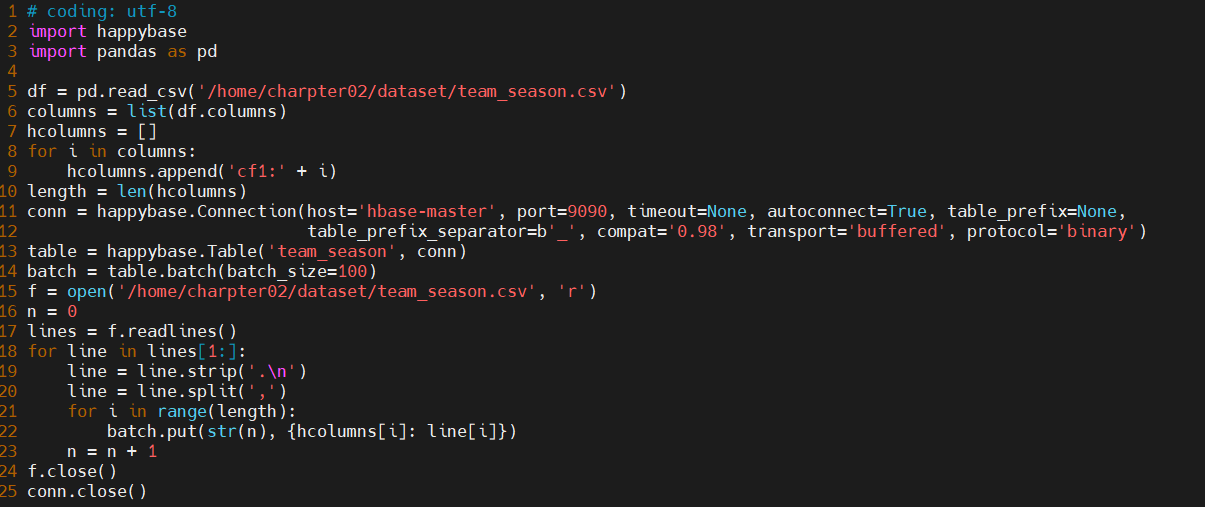 1 # coding: utf-8
2 import happybase
3 import pandas as pd
4
5 df = pd.read_csv('/home/charpter02/dataset/team_season.csv')
6 columns = list(df.columns)
7 hcolumns = []
8 for i in columns:
9     hcolumns.append('cf1:' + i)
10 length = len(hcolumns)
11 conn = happybase.Connection(host='hbase-master', port=9090, timeout=None, autoconnect=True, table_prefix=None,
12                             table_prefix_separator=b'_', compat='0.98', transport='buffered', protocol='binary')
13 table = happybase.Table('team_season', conn)
14 batch = table.batch(batch_size=100)
15 f = open('/home/charpter02/dataset/team_season.csv', 'r')
16 n = 0
17 lines = f.readlines()
18 for line in lines[1:]:
19     line = line.strip('.\n')
20     line = line.split(',')
21     for i in range(length):
22         batch.put(str(n), {hcolumns[i]: line[i]})
23     n = n + 1
24 f.close()
25 conn.close()